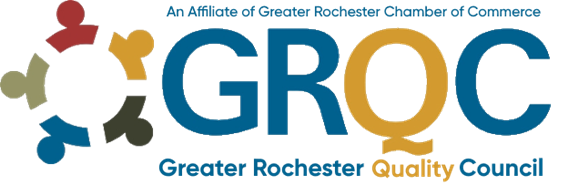 An Affiliate of Greater Rochester Chamber of Commerce
GRQC
Greater Rochester Quality Council